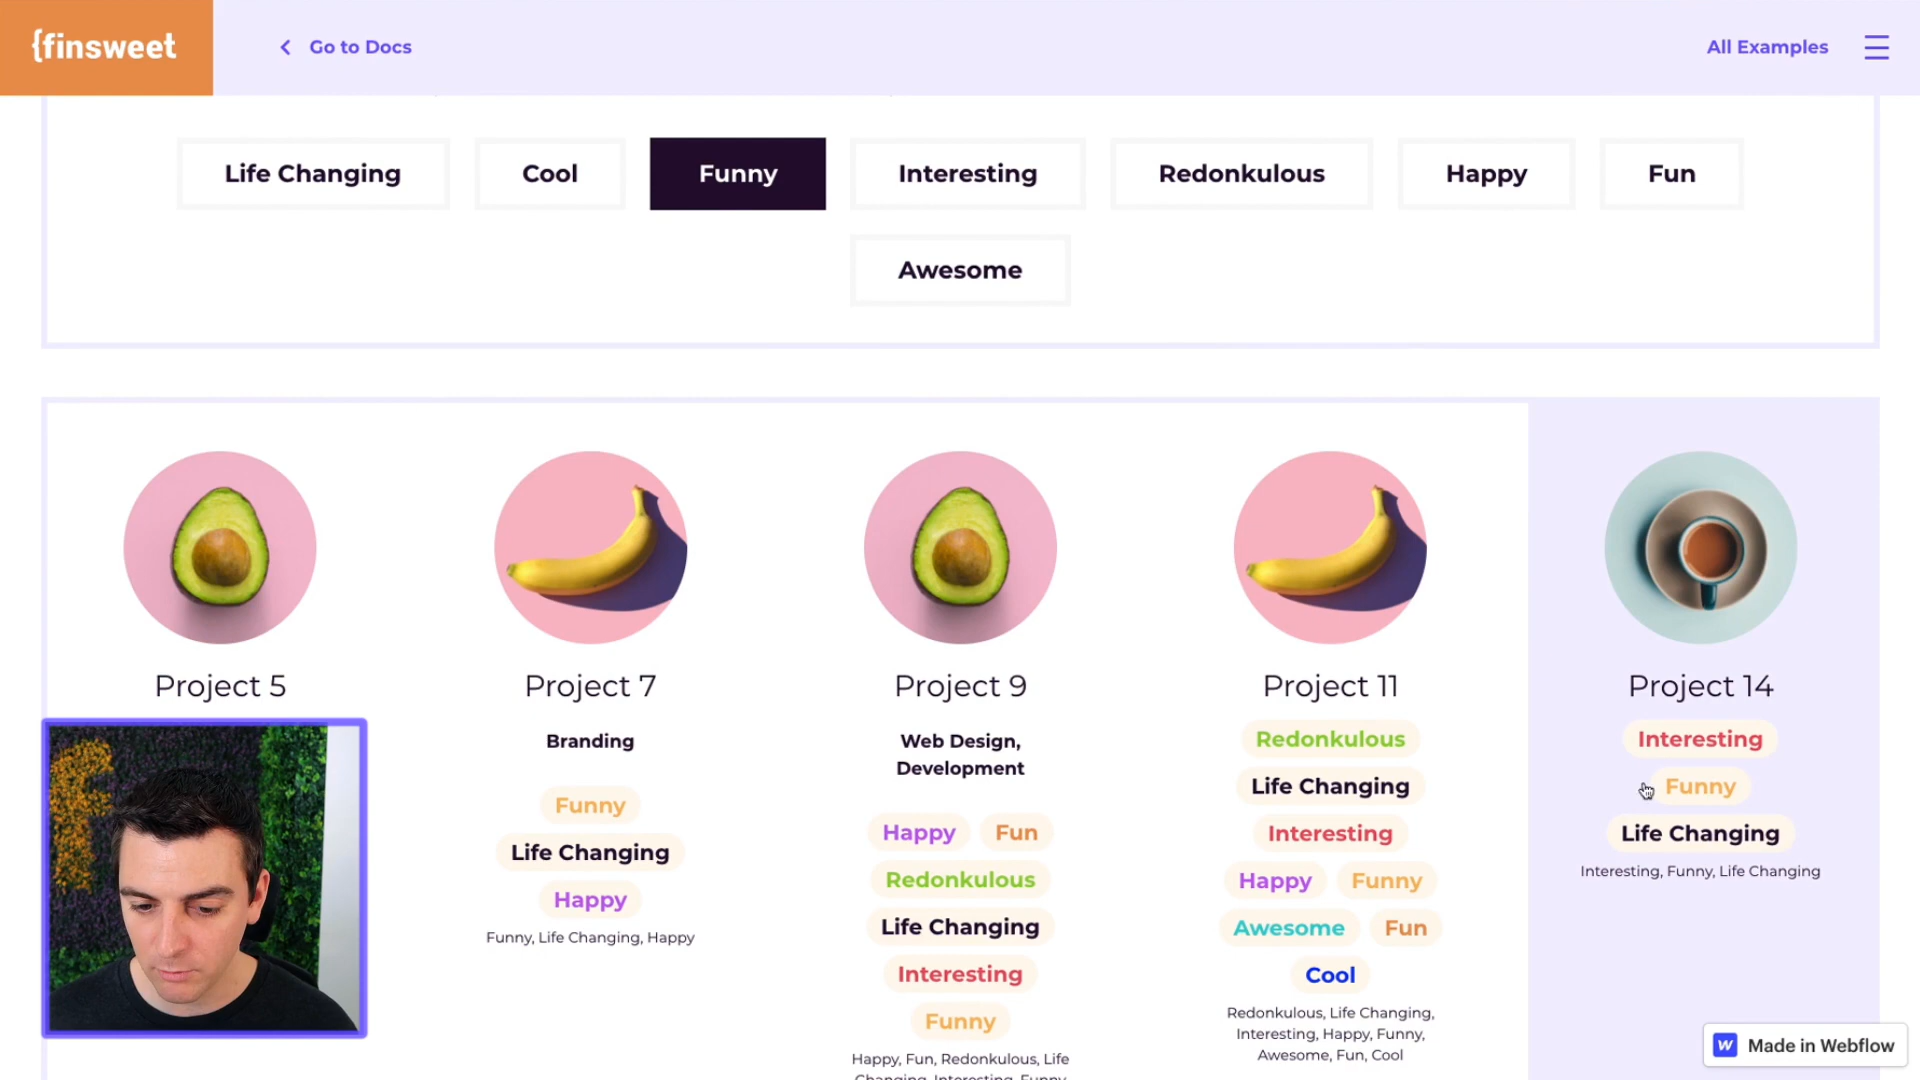 {finsweet
Go to Docs
All Examples
Life Changing
Cool
Funny
Interesting
Redonkulous
Happy
Fun
Awesome
Project 5
Project 7
Branding
Funny
Life Changing
Happy
Funny, Life Changing, Happy
Project 9
Web Design,
Development
Happy Fun
Redonkulous
Life Changing
Interesting
Funny
Happy, Fun, Redonkulous, Life
Changing, Interesting, Funny
Project 11
Redonkulous
Life Changing
Interesting
Happy Funny
Awesome Fun
Cool
Redonkulous, Life Changing,
Interesting, Happy, Funny,
Awesome, Fun, Cool
Project 14
Interesting
Funny
Life Changing
Interesting, Funny, Life Changing
W Made in Webflow